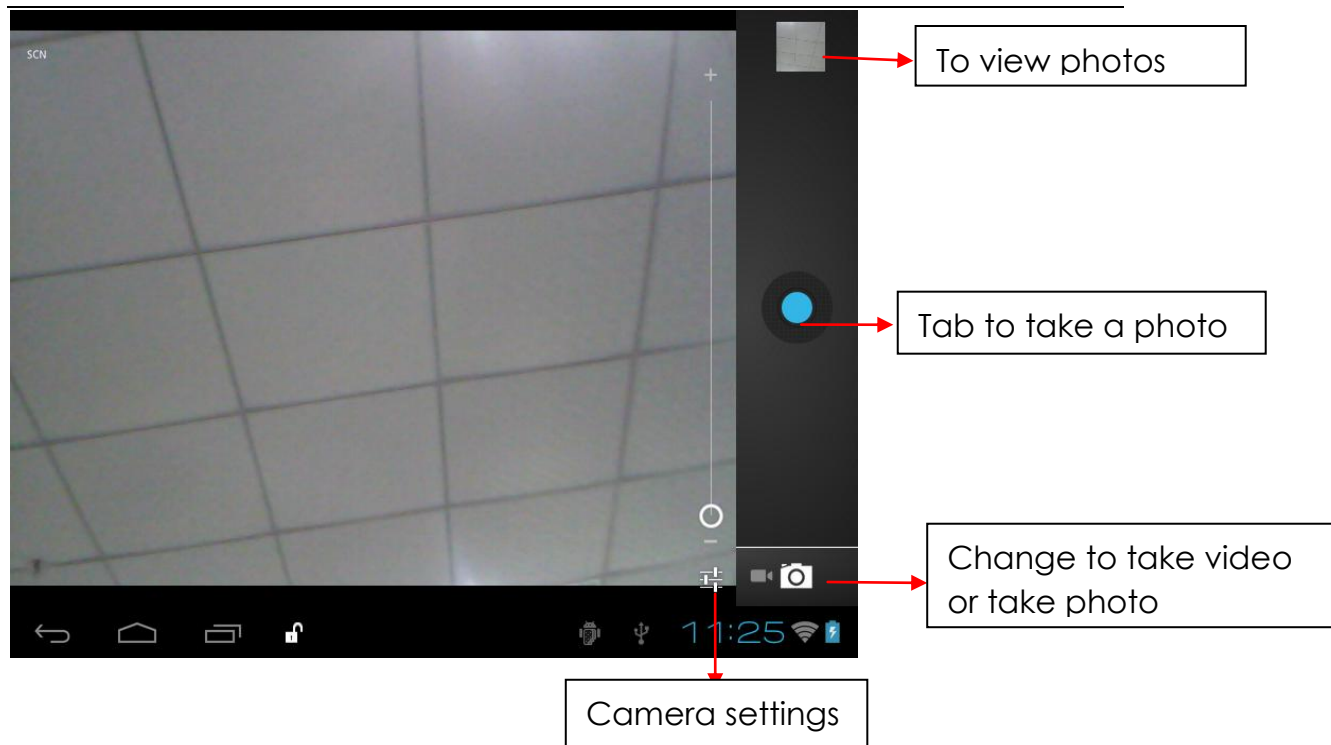 SCN
To view photos
Tab to take a photo
Change to take video
or take photo
11:25
Camera settings